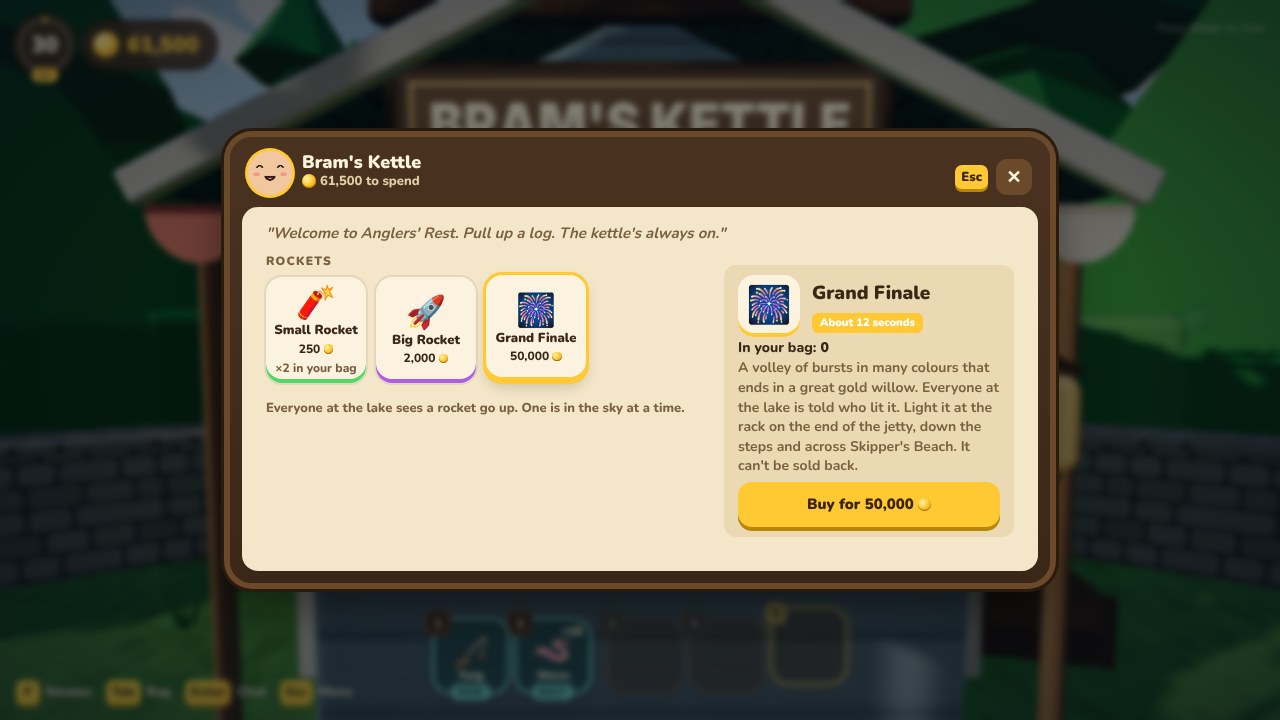 30
61,500
BRAM'S KETTLE
Bram's Kettle
61,500 to spend
Esc
✕
"Welcome to Anglers' Rest. Pull up a log. The kettle's always on."
ROCKETS
Small Rocket
250
×2 in your bag
Big Rocket
2,000
Grand Finale
50,000
Everyone at the lake sees a rocket go up. One is in the sky at a time.
Grand Finale
About 12 seconds
In your bag: 0
A volley of bursts in many colours that
ends in a great gold willow. Everyone at
the lake is told who lit it. Light it at the
rack on the end of the jetty, down the
steps and across Skipper's Beach. It
can't be sold back.
Buy for 50,000